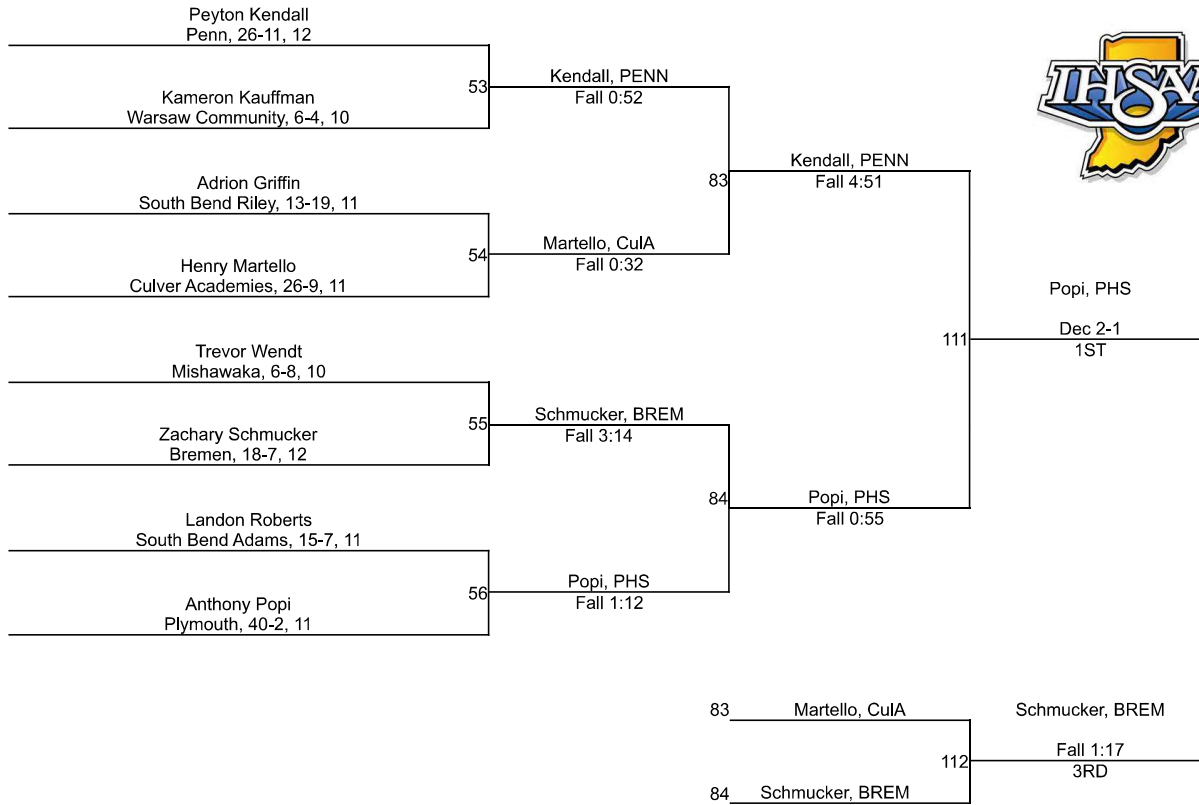 Peyton Kendall
Penn, 26-11, 12
Kameron Kauffman
Warsaw Community, 6-4, 10
Adrion Griffin
South Bend Riley, 13-19, 11
Henry Martello
Culver Academies, 26-9, 11
Trevor Wendt
Mishawaka, 6-8, 10
Zachary Schmucker
Bremen, 18-7, 12
Landon Roberts
South Bend Adams, 15-7, 11
Anthony Popi
Plymouth, 40-2, 11
53
Kendall, PENN
Fall 0:52
54
Martello, CulA
Fall 0:32
55
Schmucker, BREM
Fall 3:14
56
Popi, PHS
Fall 1:12
83
Kendall, PENN
Fall 4:51
84
Popi, PHS
Fall 0:55
IHSAA
111
Popi, PHS
Dec 2-1
1ST
83
Martello, CulA
84
Schmucker, BREM
112
Schmucker, BREM
Fall 1:17
3RD